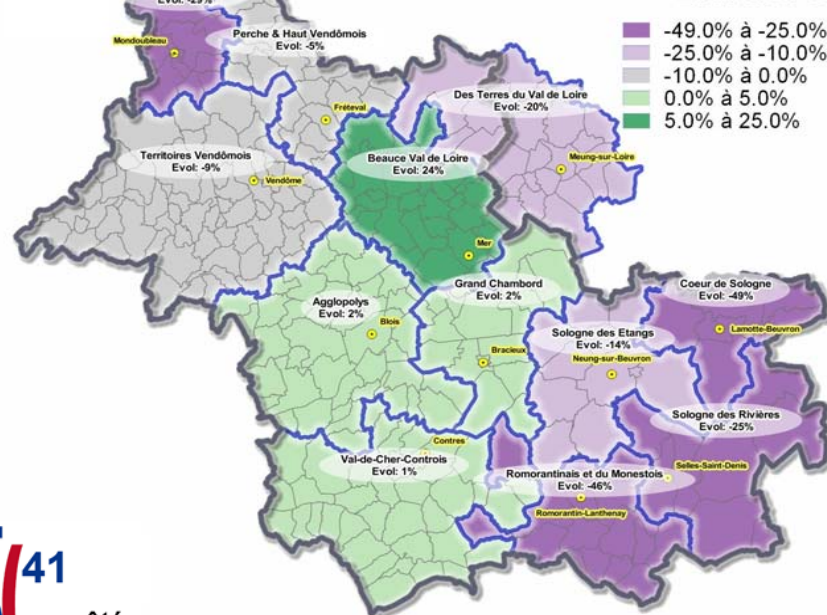 Evol: -29%
Mondoubleau
Perche & Haut Vendômois
Evol: -5%
-49.0% à -25.0%
-25.0% à -10.0%
-10.0% à 0.0%
0.0% à 5.0%
5.0% à 25.0%
Des Terres du Val de Loire
Evol: -20%
Fréteval
Territoires Vendômois
Evol: -9%
Vendôme
Beauce Val de Loire
Evol: 24%
Meung-sur-Loire
Mer
Grand Chambord
Evol: 2%
Coeur de Sologne
Evol: -49%
Agglopolys
Evol: 2%
Blois
Lamotte-Beuvron
Sologne des Etangs
Evol: -14%
Bracieux
Neung-sur-Beuvron
Sologne des Rivières
Evol: -25%
Contres
Val-de-Cher-Controis
Evol: 1%
Romorantinais et du Monestois
Evol: -46%
Selles-Saint-Denis
Romorantin-Lanthenay
41